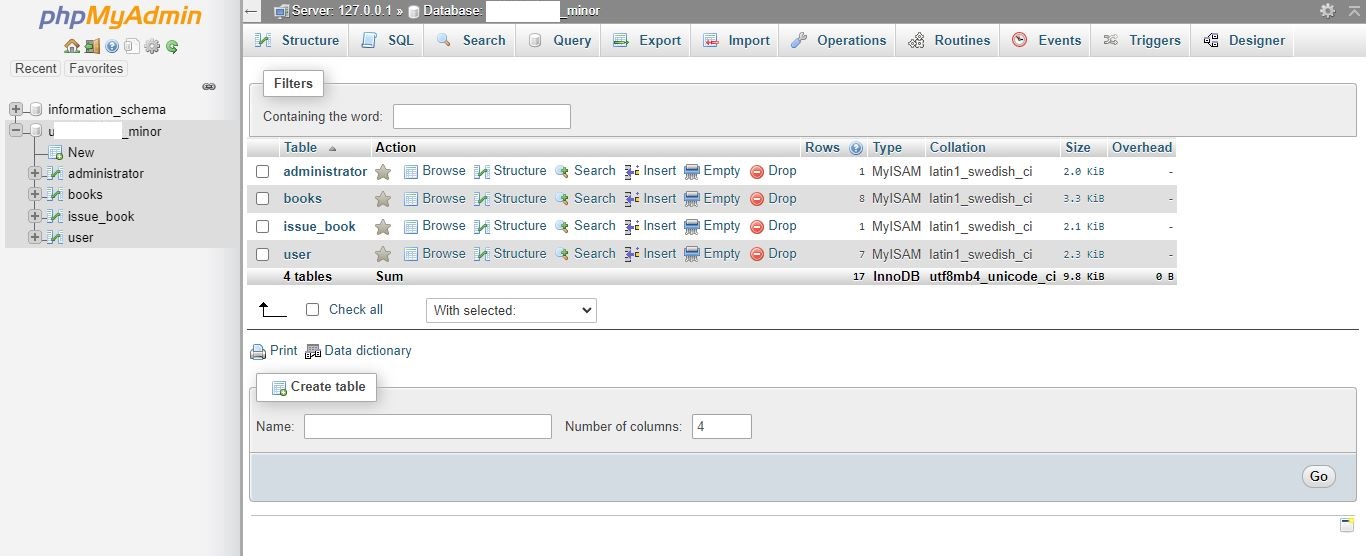 phpMyAdmin
Recent Favorites
information_schema
u _minor
New
administrator
books
issue_book
user
Server: 127.0.0.1 » Database: _minor
Structure SQL Search Query Export Import Operations Routines Events Triggers Designer
Filters
Containing the word:
Table Action Rows Type Collation Size Overhead
administrator Browse Structure Search Insert Empty Drop 1 MyISAM latin1_swedish_ci 2.0 KiB -
books Browse Structure Search Insert Empty Drop 8 MyISAM latin1_swedish_ci 3.3 KiB -
issue_book Browse Structure Search Insert Empty Drop 1 MyISAM latin1_swedish_ci 2.1 KiB -
user Browse Structure Search Insert Empty Drop 7 MyISAM latin1_swedish_ci 2.3 KiB -
4 tables Sum 17 InnoDB utf8mb4_unicode_ci 9.8 KiB 0 B
Check all With selected:
Print Data dictionary
Create table
Name: Number of columns: 4
Go